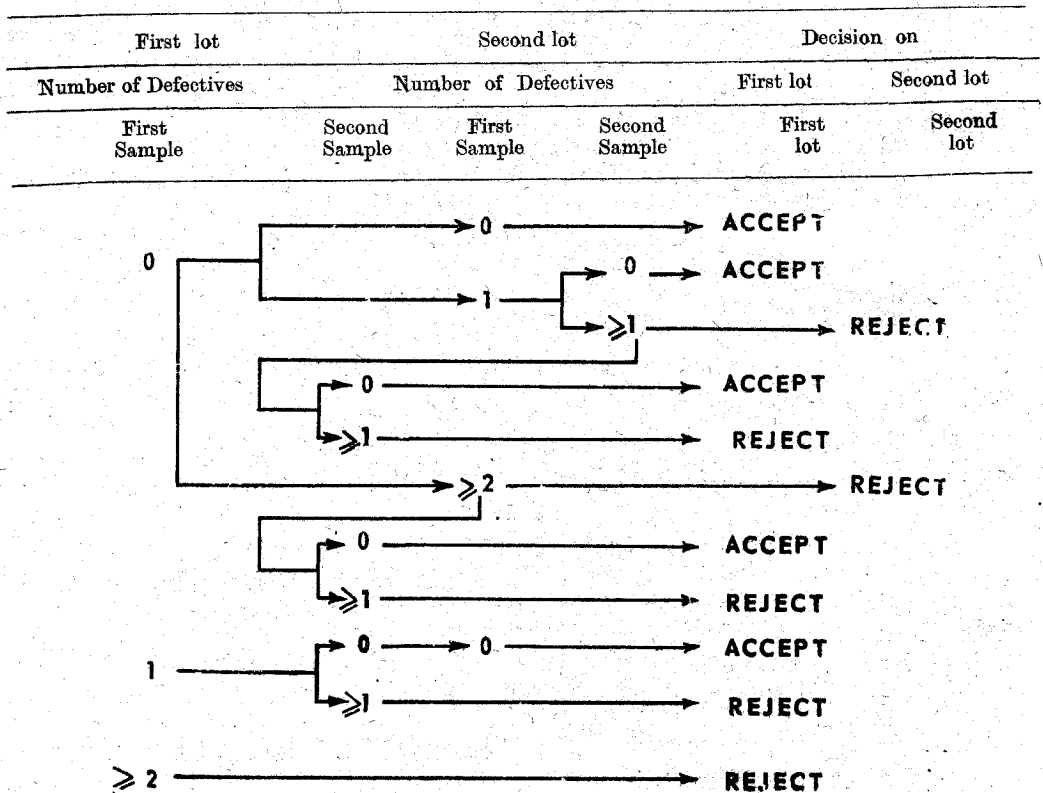 First lot Second lot Decision on
Number of Defectives Number of Defectives First lot Second lot
First Second First Second First Second
Sample Sample Sample Sample lot lot
0 ACCEPT
0
0 ACCEPT
1
⩾1 REJECT
0 ACCEPT
⩾1 REJECT
⩾2 REJECT
0 ACCEPT
⩾1 REJECT
0 0 ACCEPT
1
⩾1 REJECT
⩾ 2 REJECT